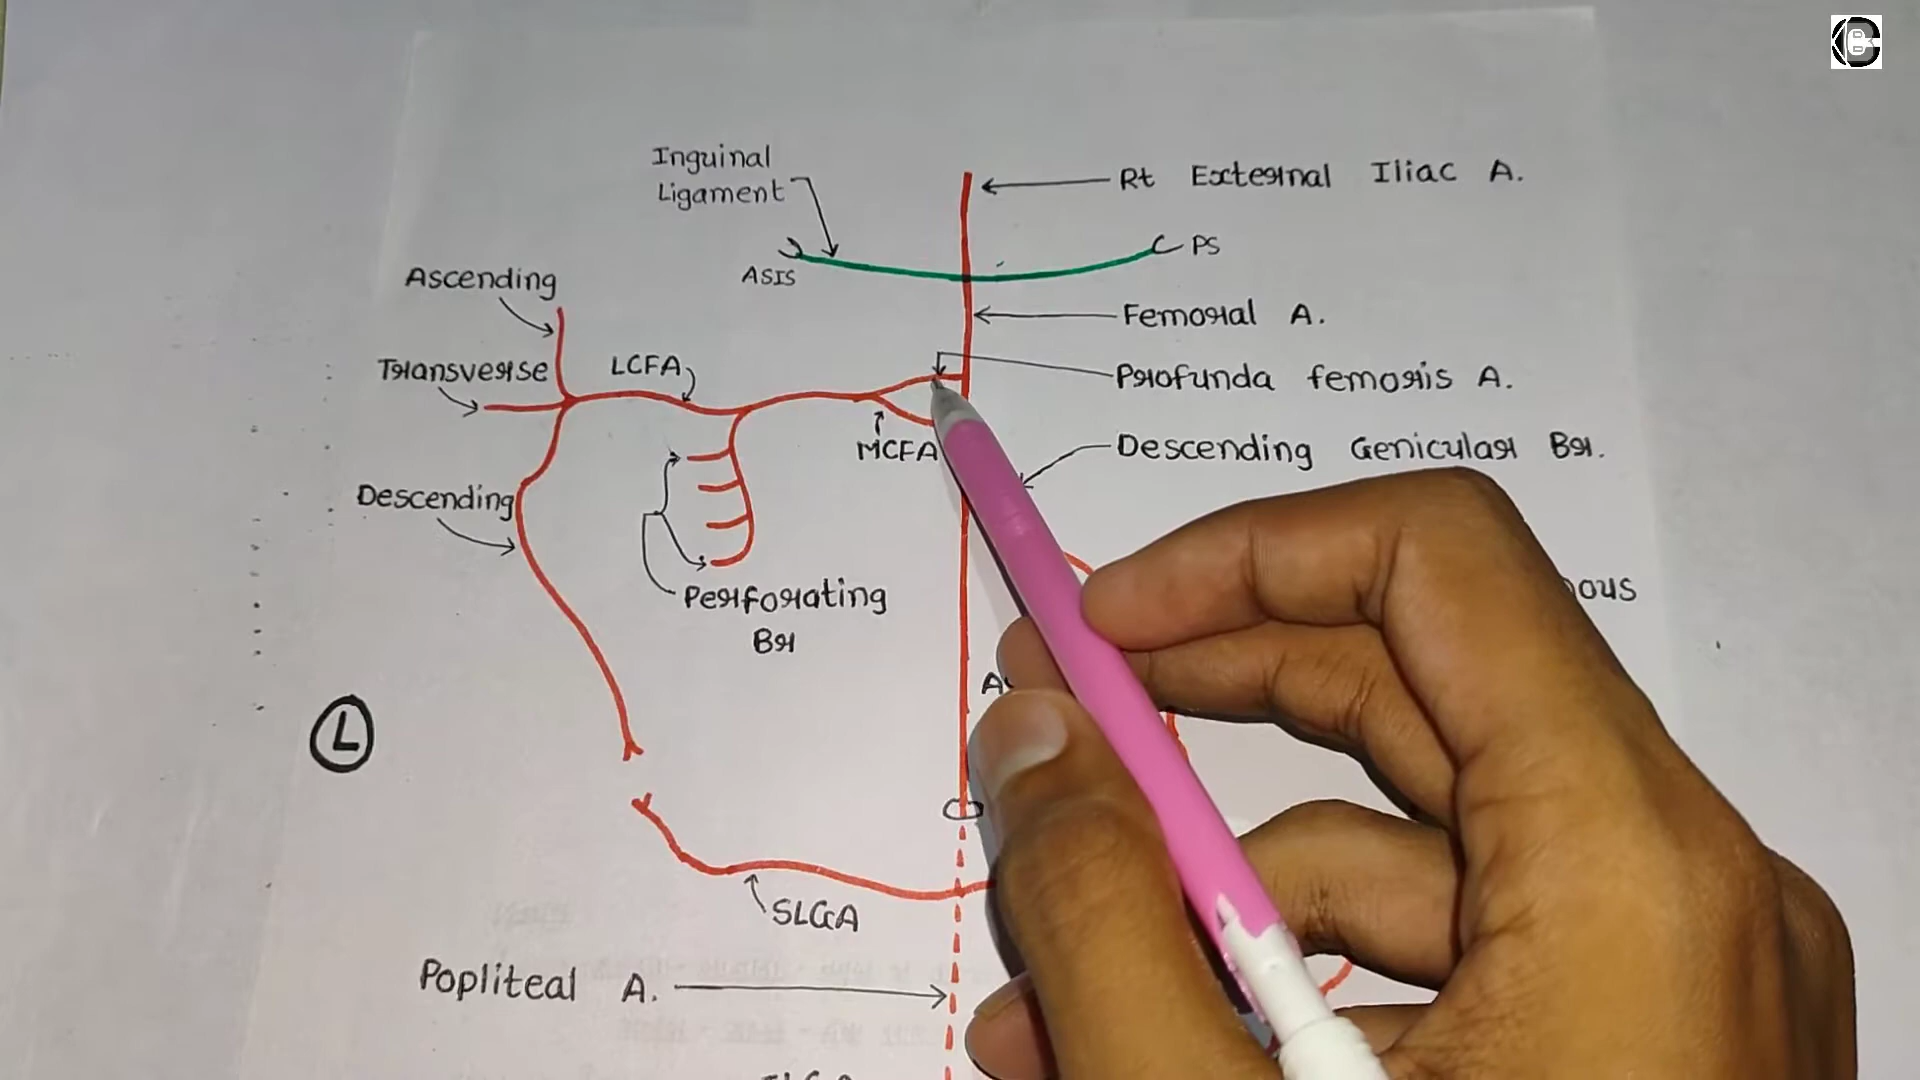 Inguinal
Ligament
Rt External Iliac A.
ASIS
PS
Ascending
Femoral A.
Transverse
LCFA
Profunda femoris A.
MCFA
Descending Genicular Br.
Descending
Perforating
Br
L
SLGA
Popliteal A.